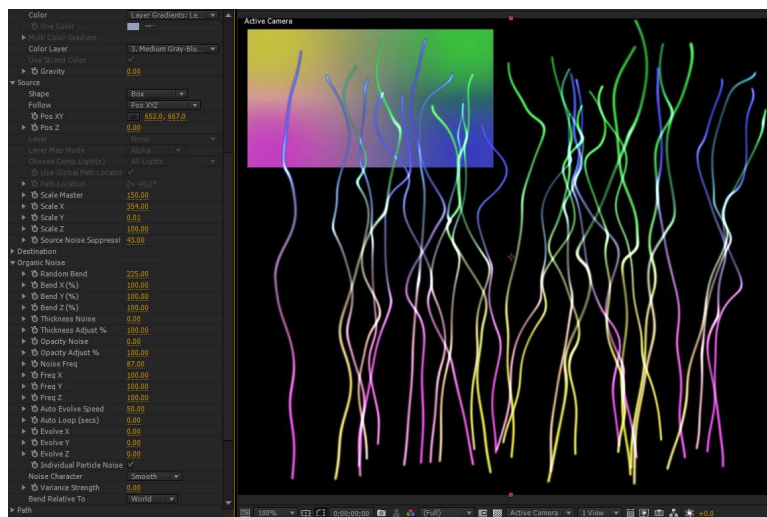 Color Layer Gradients: Le...
One Color
Multi Color Gradient
Color Layer 3. Medium Gray-Blu...
Use Strand Color
Gravity 0.00
Source
Shape Box
Follow Pos XYZ
Pos XY 652.0, 667.0
Pos Z 0.00
Layer None
Layer Map Mode Alpha
Choose Comp Light(s) All Lights
Use Global Path Locatio
Path Location 0x +0.0°
Scale Master 150.00
Scale X 354.00
Scale Y 0.01
Scale Z 100.00
Source Noise Suppressi 43.00
Destination
Organic Noise
Random Bend 225.00
Bend X (%) 100.00
Bend Y (%) 100.00
Bend Z (%) 100.00
Thickness Noise 0.00
Thickness Adjust % 100.00
Opacity Noise 0.00
Opacity Adjust % 100.00
Noise Freq 87.00
Freq X 100.00
Freq Y 100.00
Freq Z 100.00
Auto Evolve Speed 50.00
Auto Loop (secs) 0.00
Evolve X 0.00
Evolve Y 0.00
Evolve Z 0.00
Individual Particle Noise
Noise Character Smooth
Variance Strength 0.00
Bend Relative To World
Path
Active Camera
100% 0;00;00;00 (Full) Active Camera 1 View +0.0